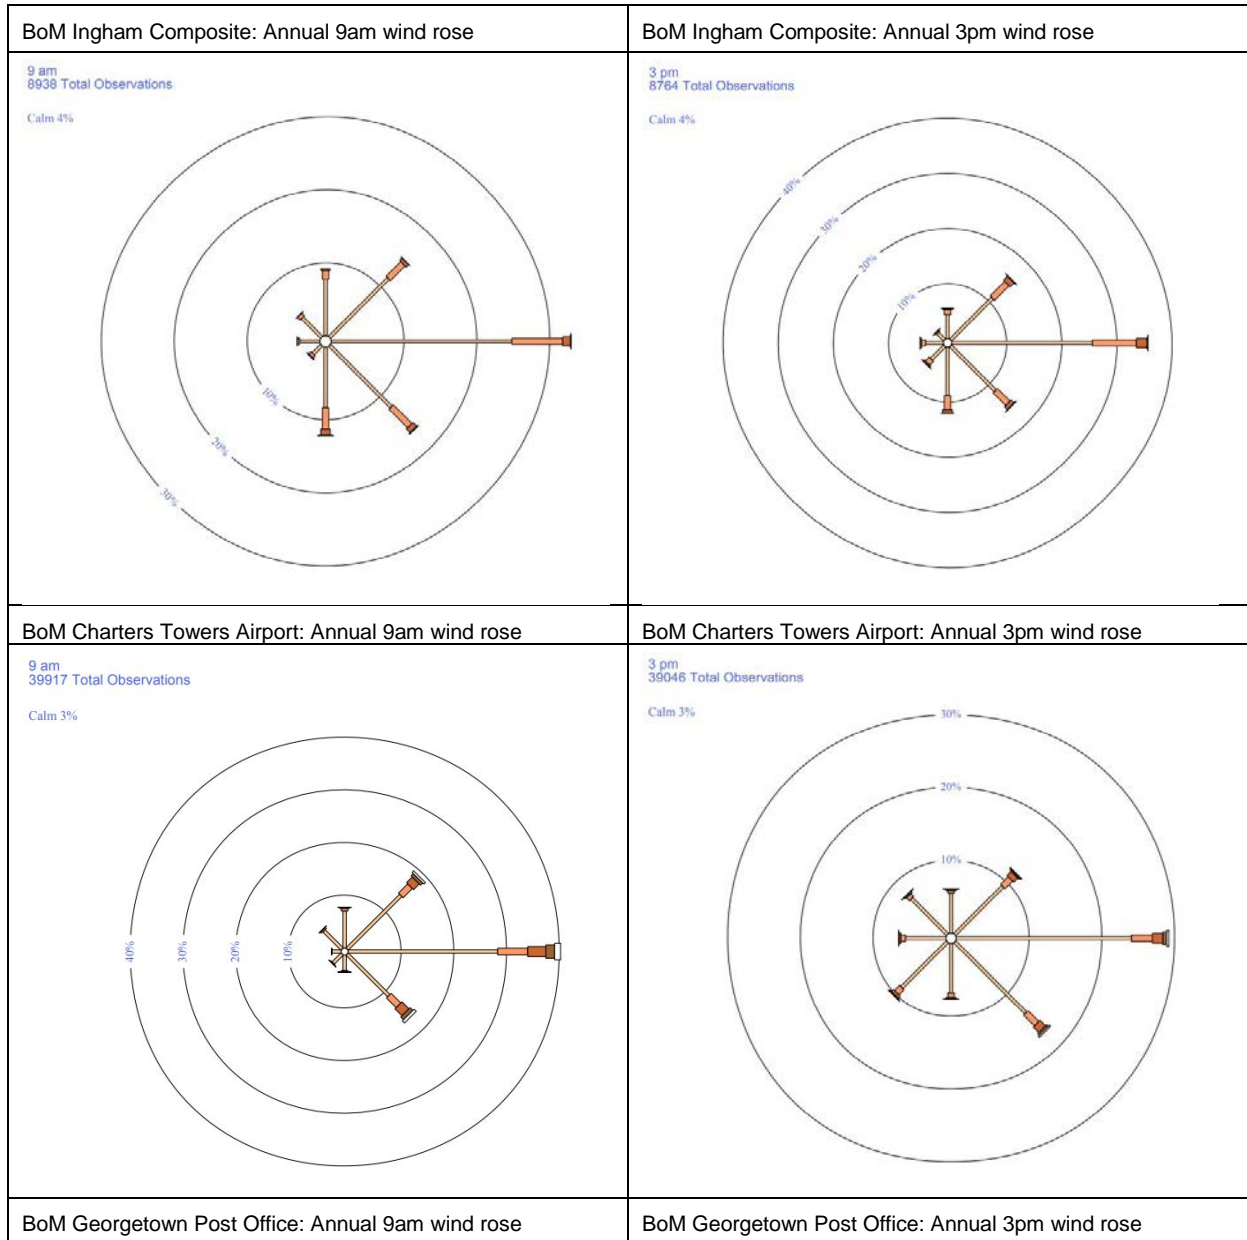 BoM Ingham Composite: Annual 9am wind rose
BoM Ingham Composite: Annual 3pm wind rose
9 am
8938 Total Observations
Calm 4%
10%
20%
30%
3 pm
8764 Total Observations
Calm 4%
40%
30%
20%
10%
BoM Charters Towers Airport: Annual 9am wind rose
BoM Charters Towers Airport: Annual 3pm wind rose
9 am
39917 Total Observations
Calm 3%
40%
30%
20%
10%
3 pm
39046 Total Observations
Calm 3%
30%
20%
10%
BoM Georgetown Post Office: Annual 9am wind rose
BoM Georgetown Post Office: Annual 3pm wind rose